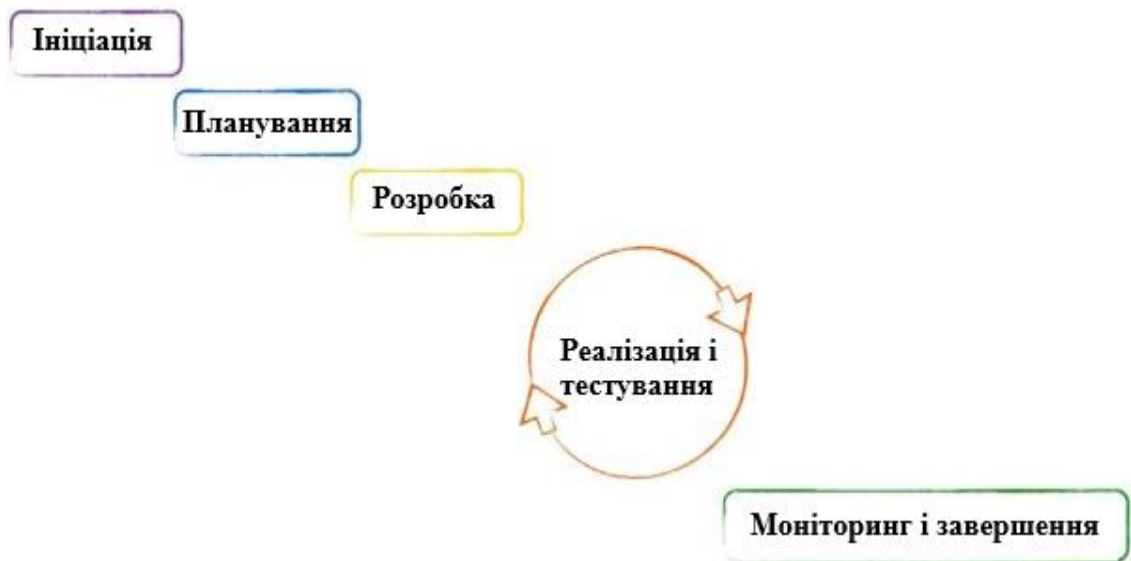 Ініціація
Планування
Розробка
Реалізація і
тестування
Моніторинг і завершення